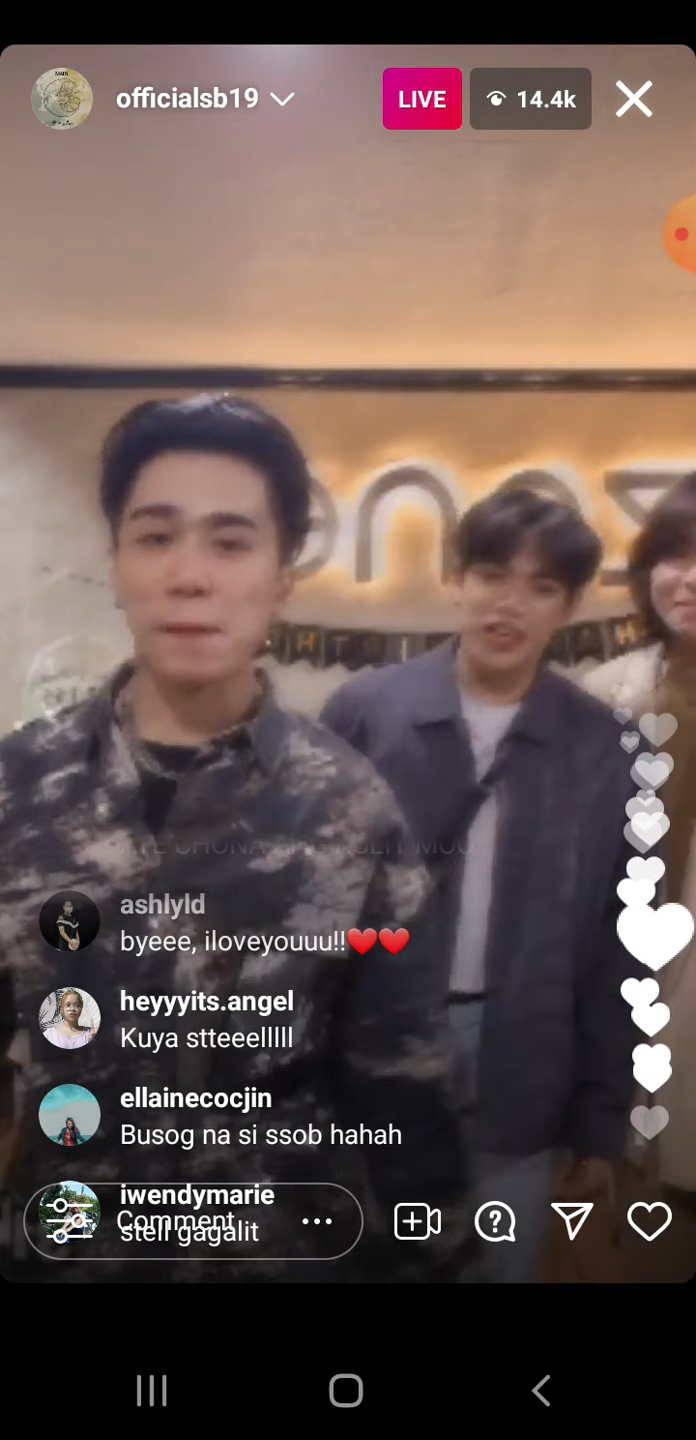 officialsb19
LIVE
14.4k
ashlyld
byeee, iloveyouuu!!❤️❤️
heyyyits.angel
Kuya stteeelllll
ellainecocjin
Busog na si ssob hahah
iwendymarie
stell gagalit
Comment